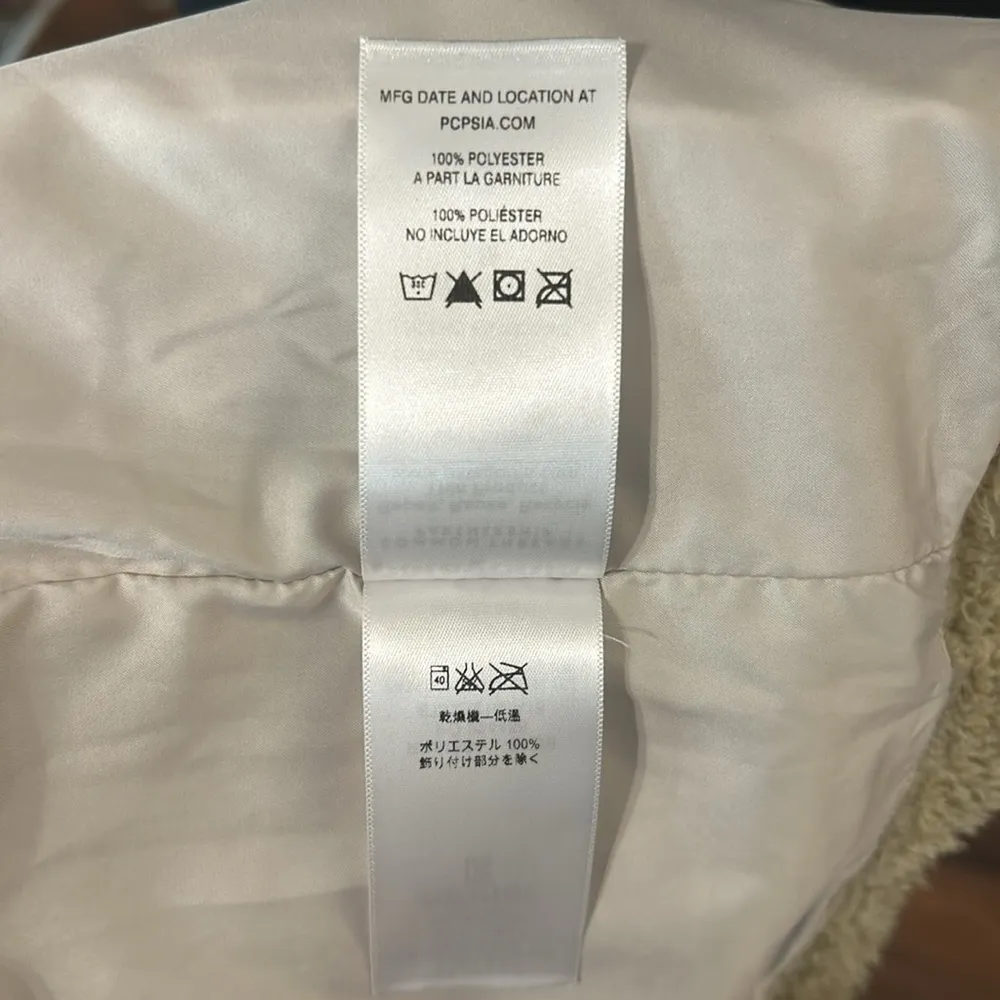 MFG DATE AND LOCATION AT
PCPSIA.COM
100% POLYESTER
A PART LA GARNITURE
100% POLIÉSTER
NO INCLUYE EL ADORNO
40
乾燥機—低温
ポリエステル 100%
飾り付け部分を除く